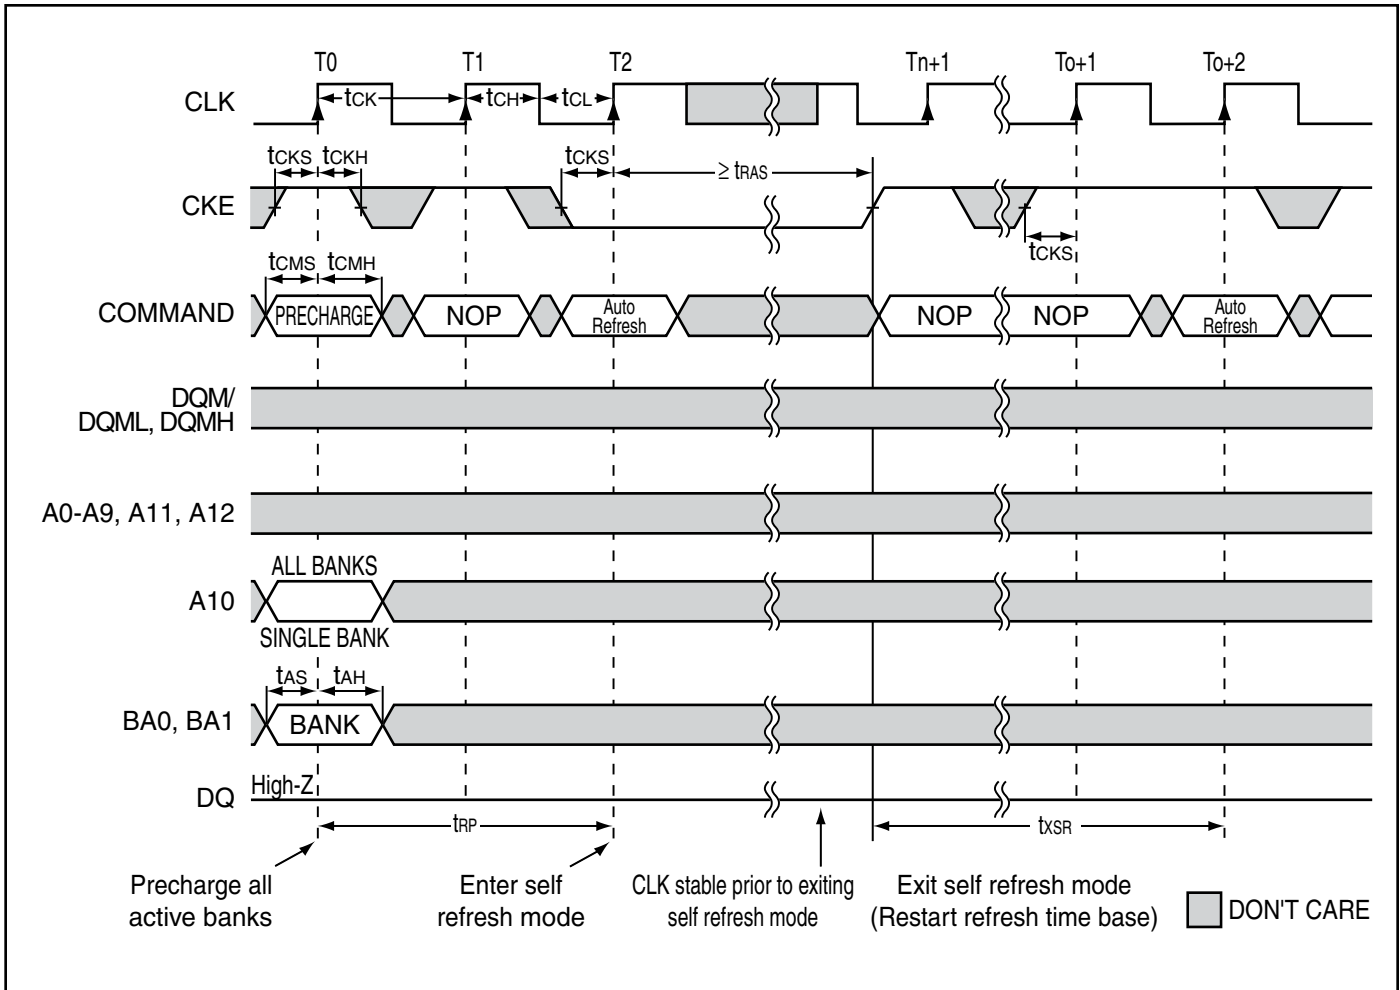 T0 T1 T2 Tn+1 To+1 To+2
CLK tCK tCH tCL
tCKS tCKH tCKS ≥ tRAS
CKE
tCKS
tCMS tCMH
COMMAND PRECHARGE NOP Auto Refresh NOP NOP Auto Refresh
DQM/
DQML, DQMH
A0-A9, A11, A12
ALL BANKS
A10
SINGLE BANK
tAS tAH
BA0, BA1 BANK
High-Z
DQ
tRP tXSR
Precharge all
active banks
Enter self
refresh mode
CLK stable prior to exiting
self refresh mode
Exit self refresh mode
(Restart refresh time base)
DON'T CARE